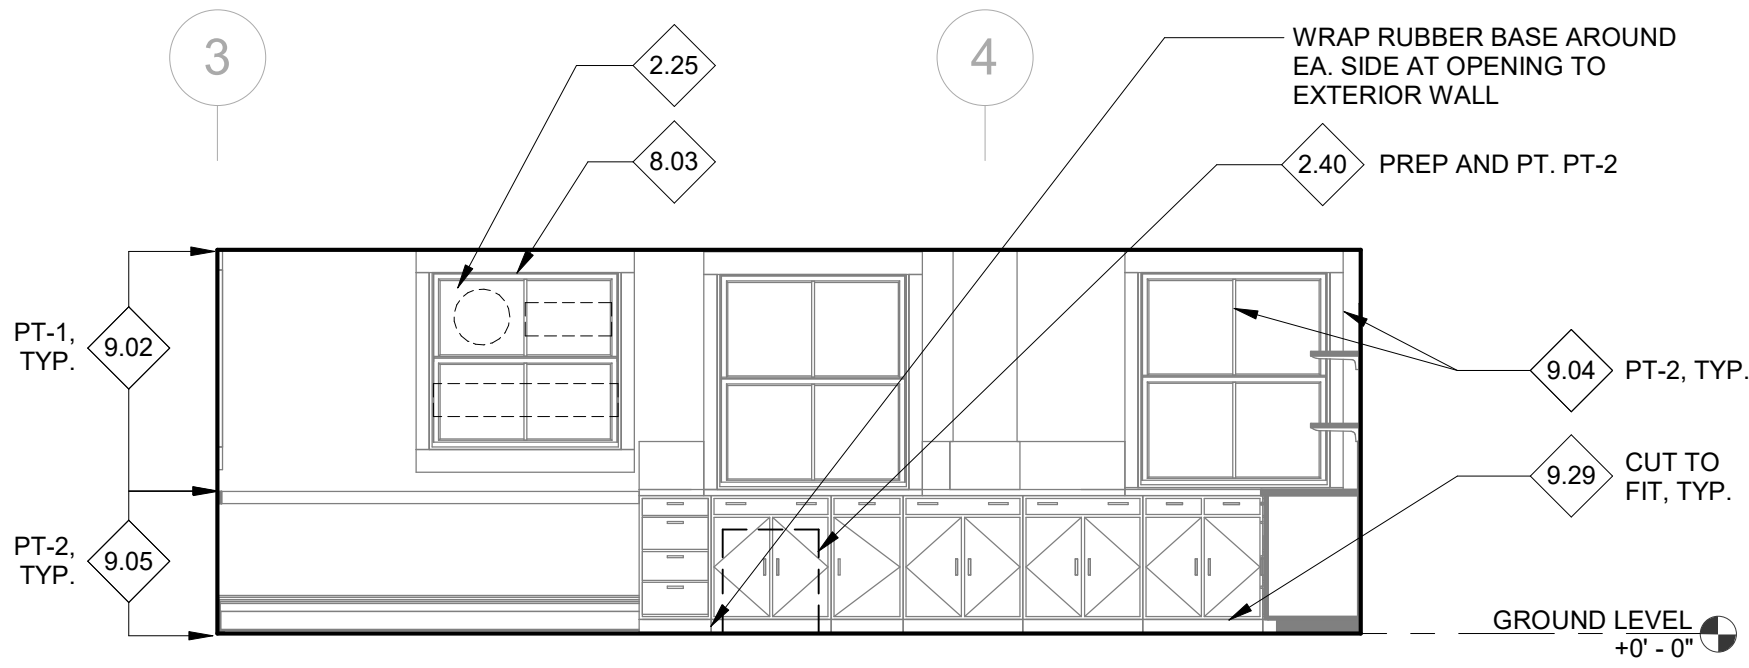 3
4
2.25
8.03
WRAP RUBBER BASE AROUND
EA. SIDE AT OPENING TO
EXTERIOR WALL
2.40 PREP AND PT. PT-2
PT-1,
TYP.
9.02
9.04 PT-2, TYP.
9.29
CUT TO
FIT, TYP.
PT-2,
TYP.
9.05
GROUND LEVEL
+0' - 0"